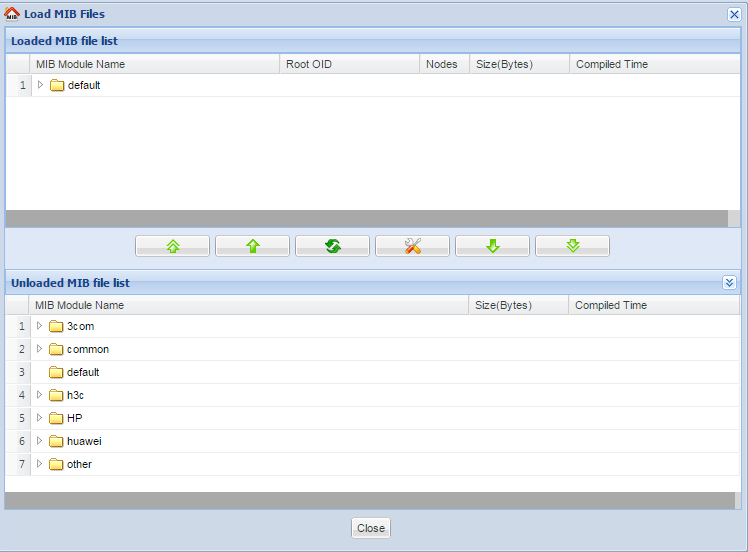 Load MIB Files
Loaded MIB file list
MIB Module Name Root OID Nodes Size(Bytes) Compiled Time
1 default
Unloaded MIB file list
MIB Module Name Size(Bytes) Compiled Time
1 3com
2 common
3 default
4 h3c
5 HP
6 huawei
7 other
Close